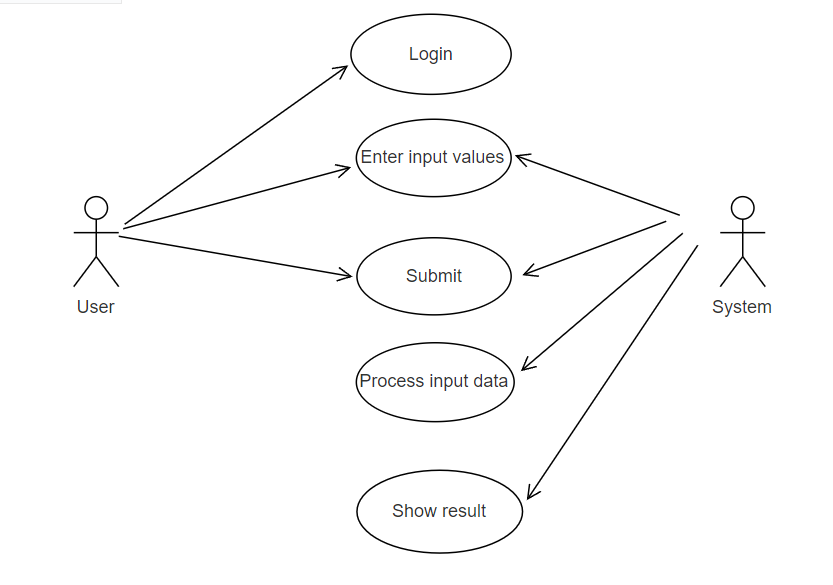 Login
Enter input values
User
System
Submit
Process input data
Show result